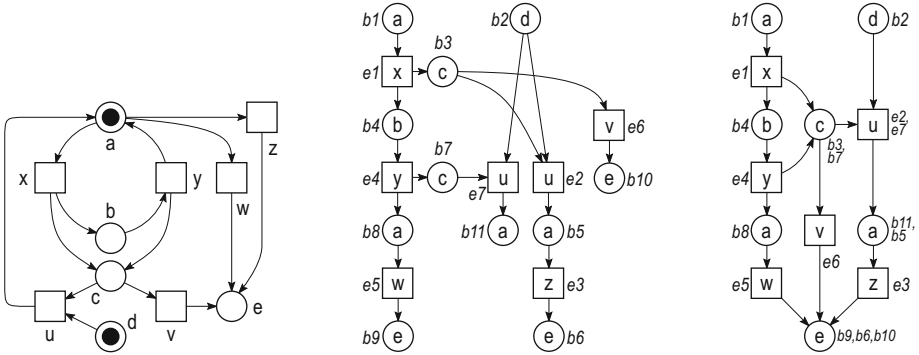 a
z
x
y
b
w
c
e
u
d
v
b1 a
b2 d
b3
e1 x
c
v e6
b4 b
b7
e b10
e4 y
c
u
e7
u e2
b8 a
b11 a
a b5
e5 w
z e3
b9 e
e b6
b1 a
d b2
e1 x
b4 b
c
b3,
b7
u e2,
e7
e4 y
b8 a
v
e6
a b11,
b5
e5 w
z e3
e b9,b6,b10